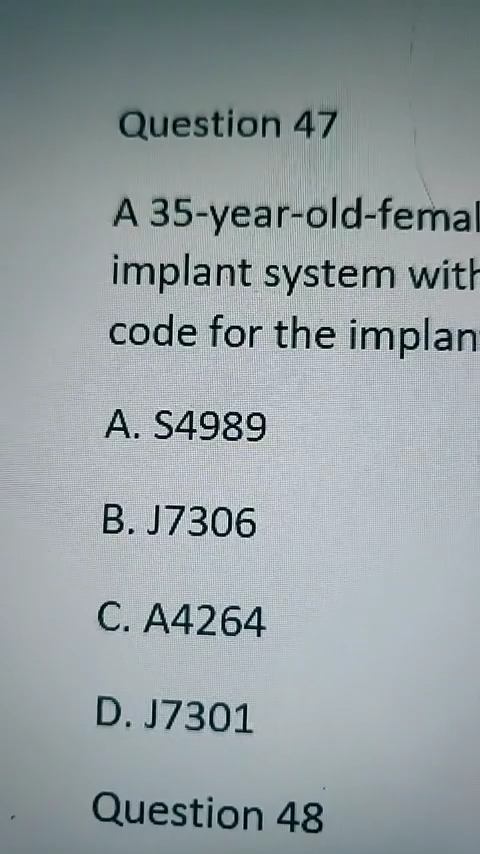 Question 47
A 35-year-old-femal
implant system with
code for the implan
A. S4989
B. J7306
C. A4264
D. J7301
Question 48